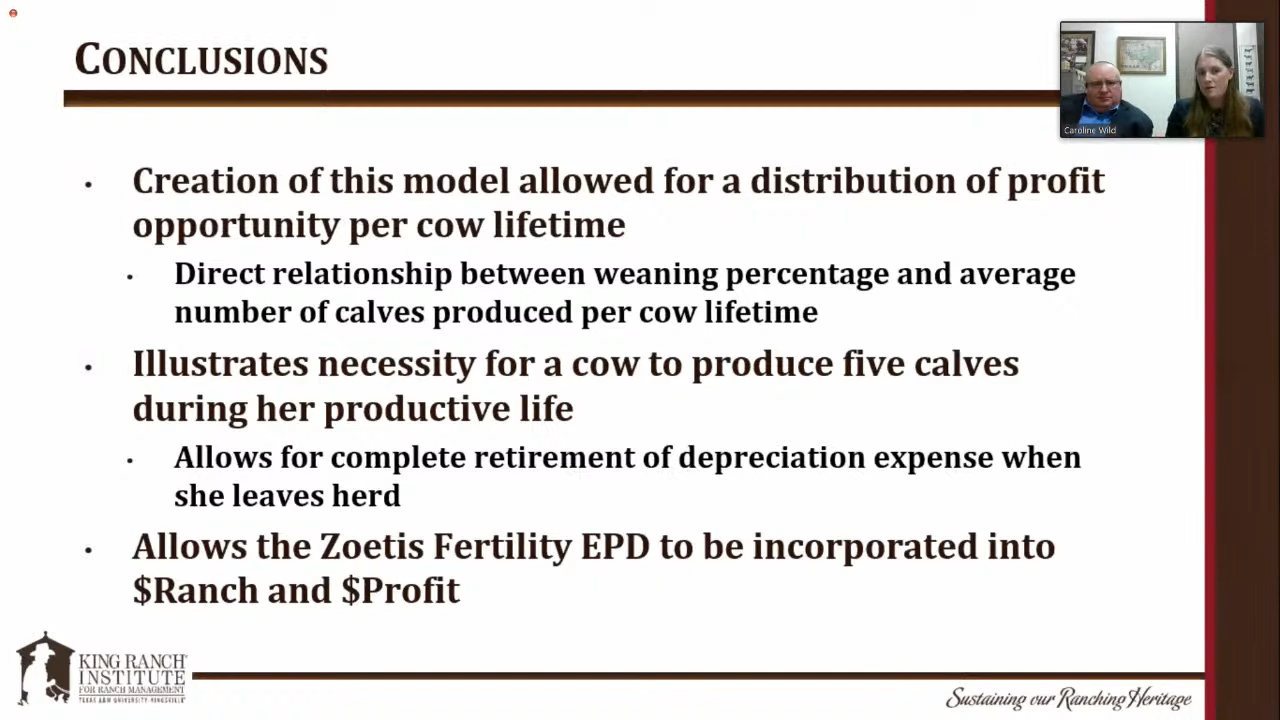 CONCLUSIONS
Caroline Wild
• Creation of this model allowed for a distribution of profit
opportunity per cow lifetime
• Direct relationship between weaning percentage and average
number of calves produced per cow lifetime
• Illustrates necessity for a cow to produce five calves
during her productive life
• Allows for complete retirement of depreciation expense when
she leaves herd
• Allows the Zoetis Fertility EPD to be incorporated into
$Ranch and $Profit
KING RANCH
INSTITUTE
FOR RANCH MANAGEMENT
TEXAS A&M UNIVERSITY-KINGSVILLE
Sustaining our Ranching Heritage